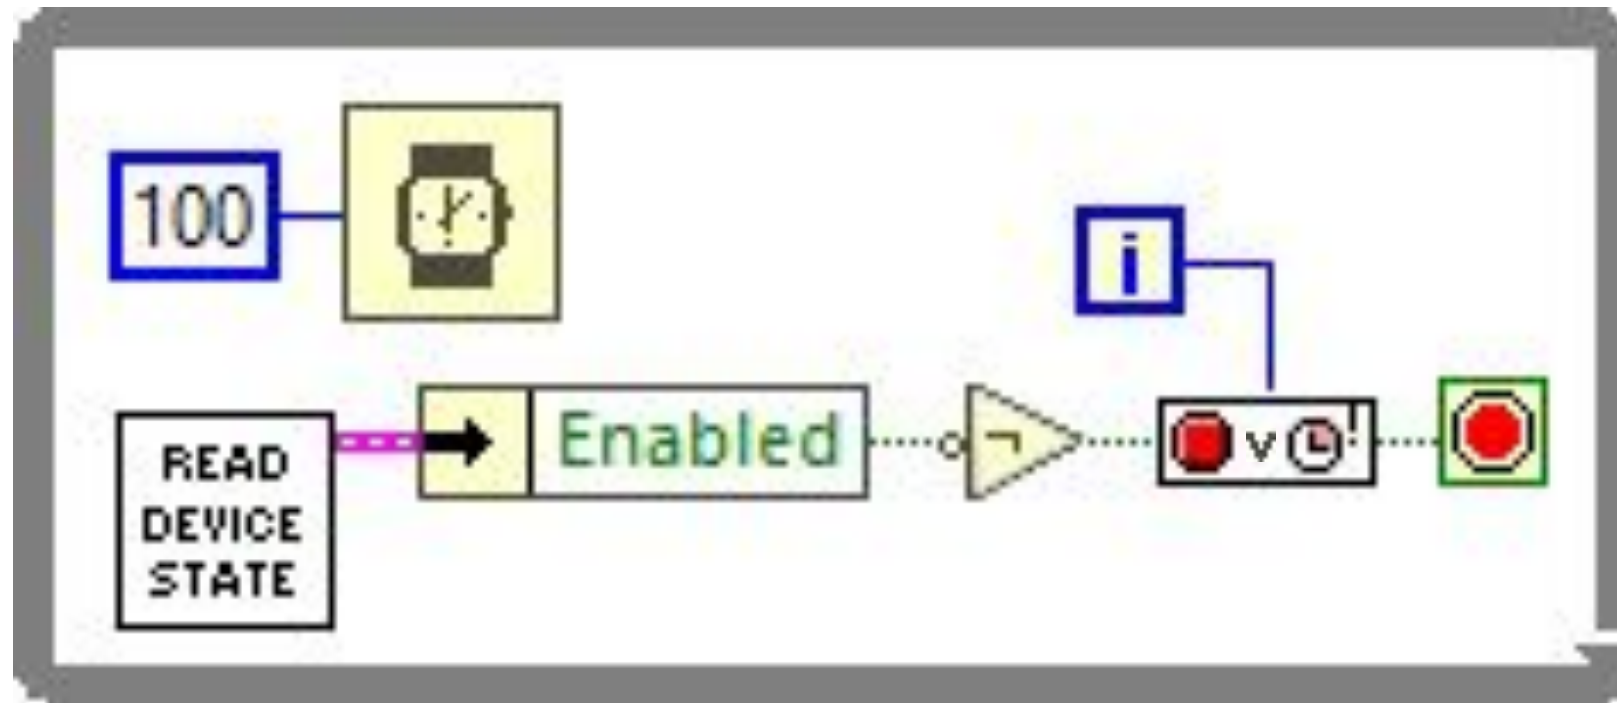 100
i
READ
DEVICE
STATE
Enabled
v
!